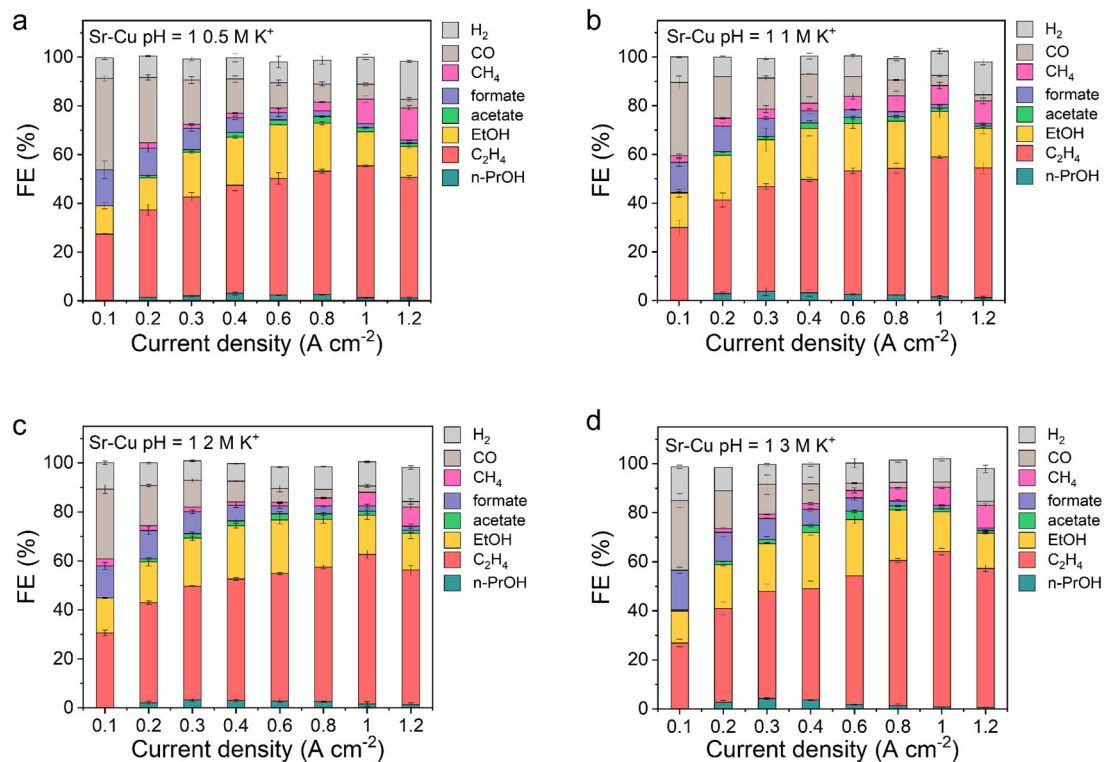 a
Sr-Cu pH = 1 0.5 M K⁺
FE (%)
100
80
60
40
20
0
0.1 0.2 0.3 0.4 0.6 0.8 1 1.2
Current density (A cm⁻²)
H₂
CO
CH₄
formate
acetate
EtOH
C₂H₄
n-PrOH
b
Sr-Cu pH = 1 1 M K⁺
FE (%)
100
80
60
40
20
0
0.1 0.2 0.3 0.4 0.6 0.8 1 1.2
Current density (A cm⁻²)
H₂
CO
CH₄
formate
acetate
EtOH
C₂H₄
n-PrOH
c
Sr-Cu pH = 1 2 M K⁺
FE (%)
100
80
60
40
20
0
0.1 0.2 0.3 0.4 0.6 0.8 1 1.2
Current density (A cm⁻²)
H₂
CO
CH₄
formate
acetate
EtOH
C₂H₄
n-PrOH
d
Sr-Cu pH = 1 3 M K⁺
FE (%)
100
80
60
40
20
0
0.1 0.2 0.3 0.4 0.6 0.8 1 1.2
Current density (A cm⁻²)
H₂
CO
CH₄
formate
acetate
EtOH
C₂H₄
n-PrOH